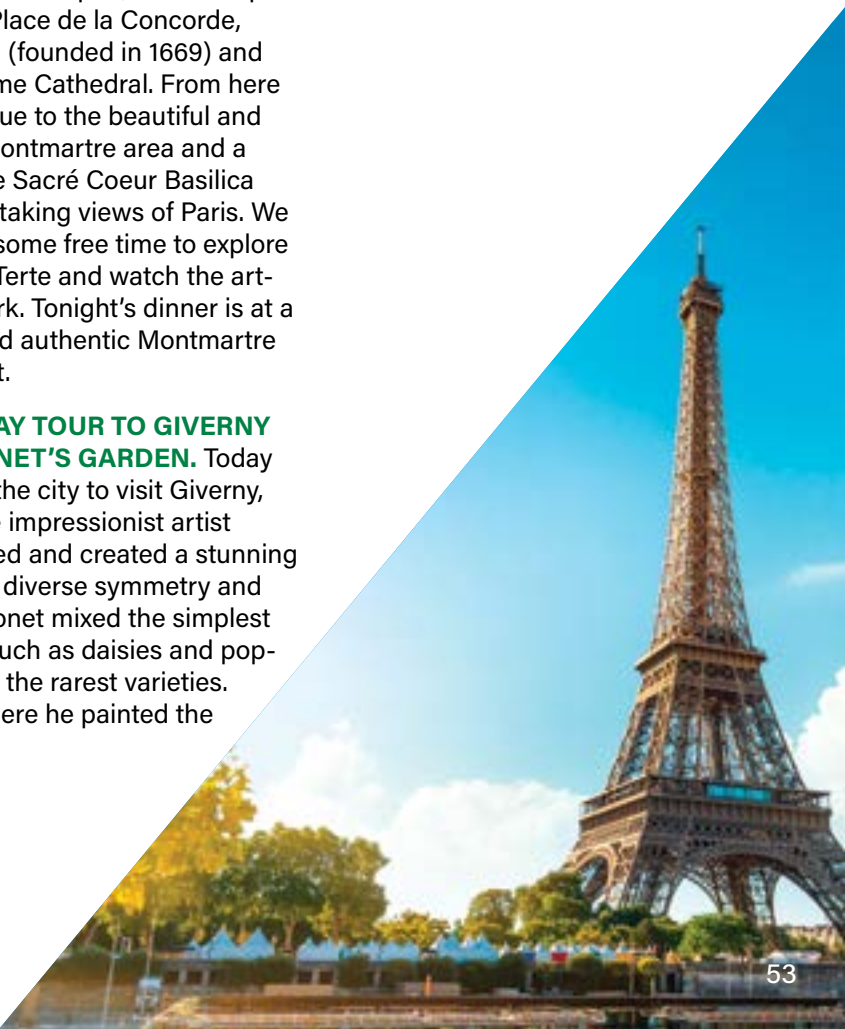 Place de la Concorde,
(founded in 1669) and
me Cathedral. From here
ue to the beautiful and
ontmartre area and a
e Sacré Coeur Basilica
taking views of Paris. We
some free time to explore
Terte and watch the art-
rk. Tonight's dinner is at a
d authentic Montmartre
t.
AY TOUR TO GIVERNY
NET'S GARDEN. Today
the city to visit Giverny,
e impressionist artist
ed and created a stunning
diverse symmetry and
onet mixed the simplest
uch as daisies and pop-
the rarest varieties.
ere he painted the
53